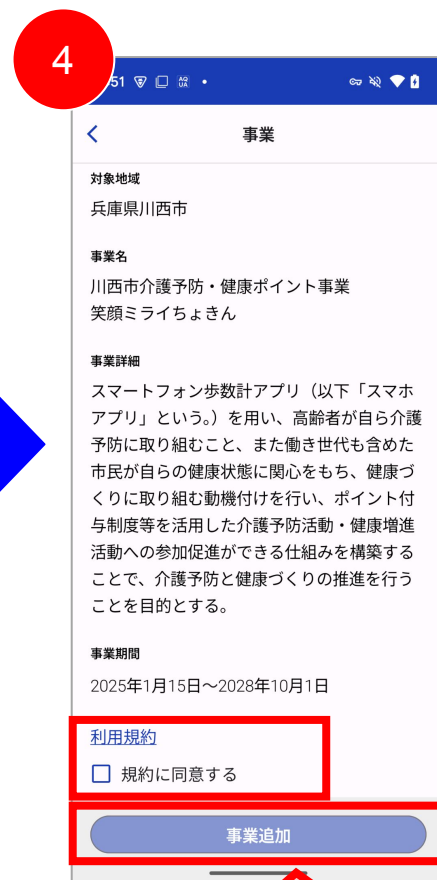 4
51
事業
対象地域
兵庫県川西市
事業名
川西市介護予防・健康ポイント事業
笑顔ミライちょきん
事業詳細
スマートフォン歩数計アプリ（以下「スマホ
アプリ」という。）を用い、高齢者が自ら介護
予防に取り組むこと、また働き世代も含めた
市民が自らの健康状態に関心をもち、健康づ
くりに取り組む動機付けを行い、ポイント付
与制度等を活用した介護予防活動・健康増進
活動への参加促進ができる仕組みを構築する
ことで、介護予防と健康づくりの推進を行う
ことを目的とする。
事業期間
2025年1月15日～2028年10月1日
利用規約
規約に同意する
事業追加